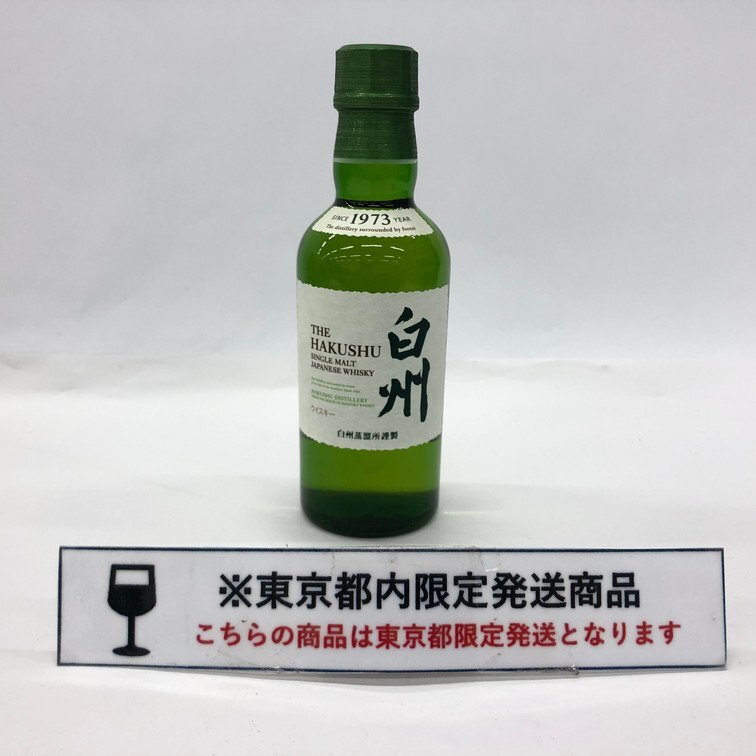 SINCE 1973 YEAR
The distillery surrounded by forest
THE
HAKUSHU
SINGLE MALT
JAPANESE WHISKY
白州
HAKUSHU DISTILLERY
ウイスキー
白州蒸溜所謹製
※東京都内限定発送商品
こちらの商品は東京都限定発送となります